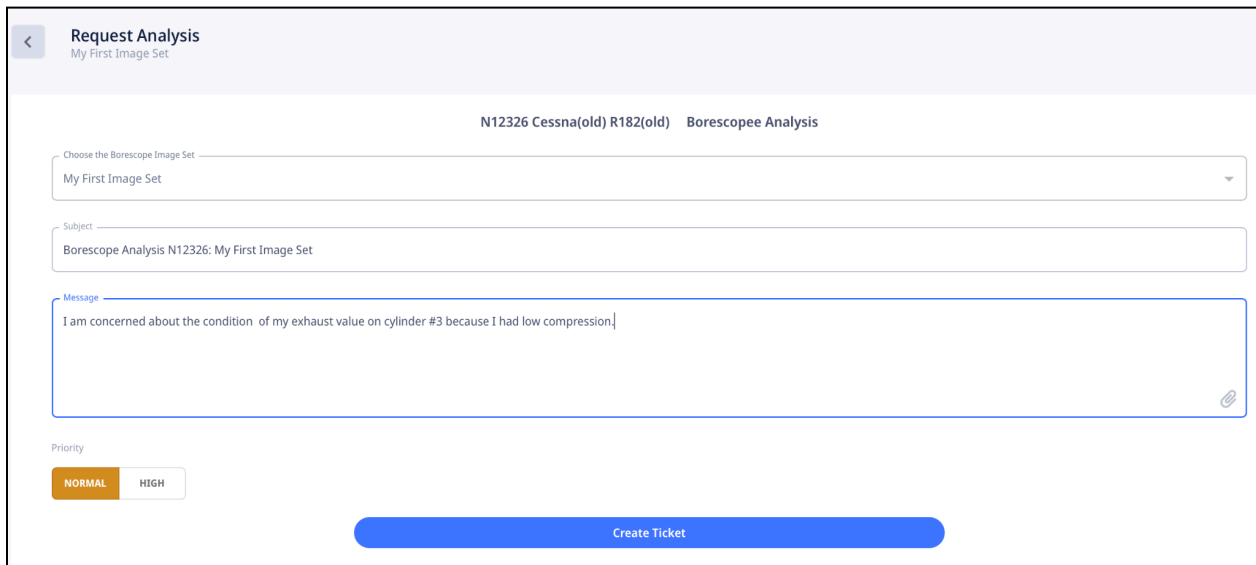 Request Analysis
My First Image Set
N12326 Cessna(old) R182(old) Borescopee Analysis
Choose the Borescope Image Set
My First Image Set
Subject
Borescope Analysis N12326: My First Image Set
Message
I am concerned about the condition  of my exhaust value on cylinder #3 because I had low compression.
Priority
NORMAL HIGH
Create Ticket